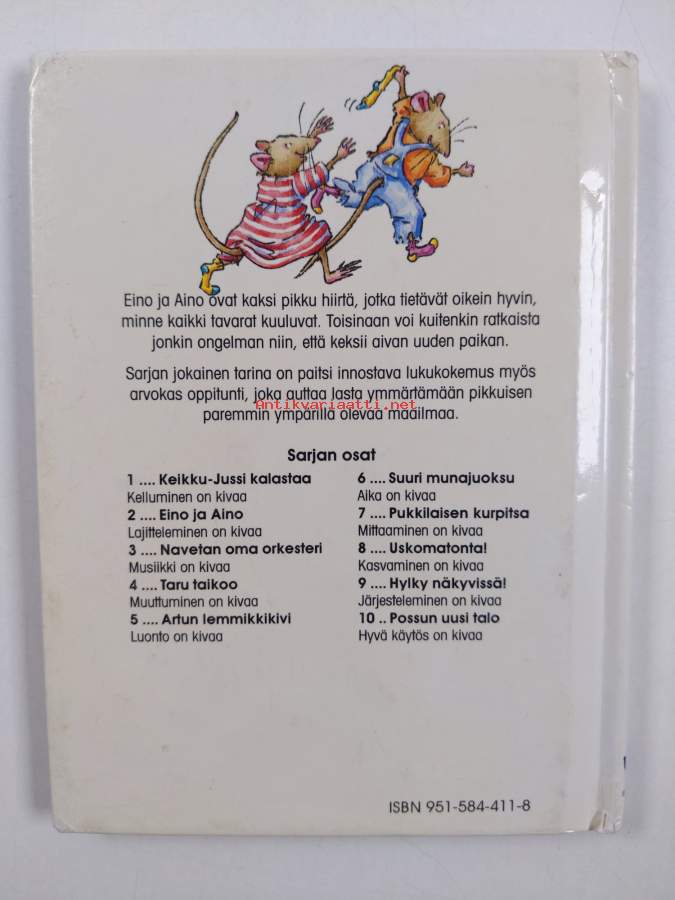 Eino ja Aino ovat kaksi pikku hiirtä, jotka tietävät oikein hyvin,
minne kaikki tavarat kuuluvat. Toisinaan voi kuitenkin ratkaista
jonkin ongelman niin, että keksii aivan uuden paikan.
Sarjan jokainen tarina on paitsi innostava lukukokemus myös
arvokas oppitunti, joka auttaa lasta ymmärtämään pikkuisen
Antikvariaatti.net
paremmin ympärillä olevaa maailmaa.
Sarjan osat
1 .... Keikku-Jussi kalastaa
Kelluminen on kivaa
2 .... Eino ja Aino
Lajitteleminen on kivaa
3 .... Navetan oma orkesteri
Musiikki on kivaa
4 .... Taru taikoo
Muuttuminen on kivaa
5 .... Artun lemmikkikivi
Luonto on kivaa
6 .... Suuri munajuoksu
Aika on kivaa
7 .... Pukkilaisen kurpitsa
Mittaaminen on kivaa
8 .... Uskomatonta!
Kasvaminen on kivaa
9 .... Hylky näkyvissä!
Järjesteleminen on kivaa
10 .. Possun uusi talo
Hyvä käytös on kivaa
ISBN 951-584-411-8